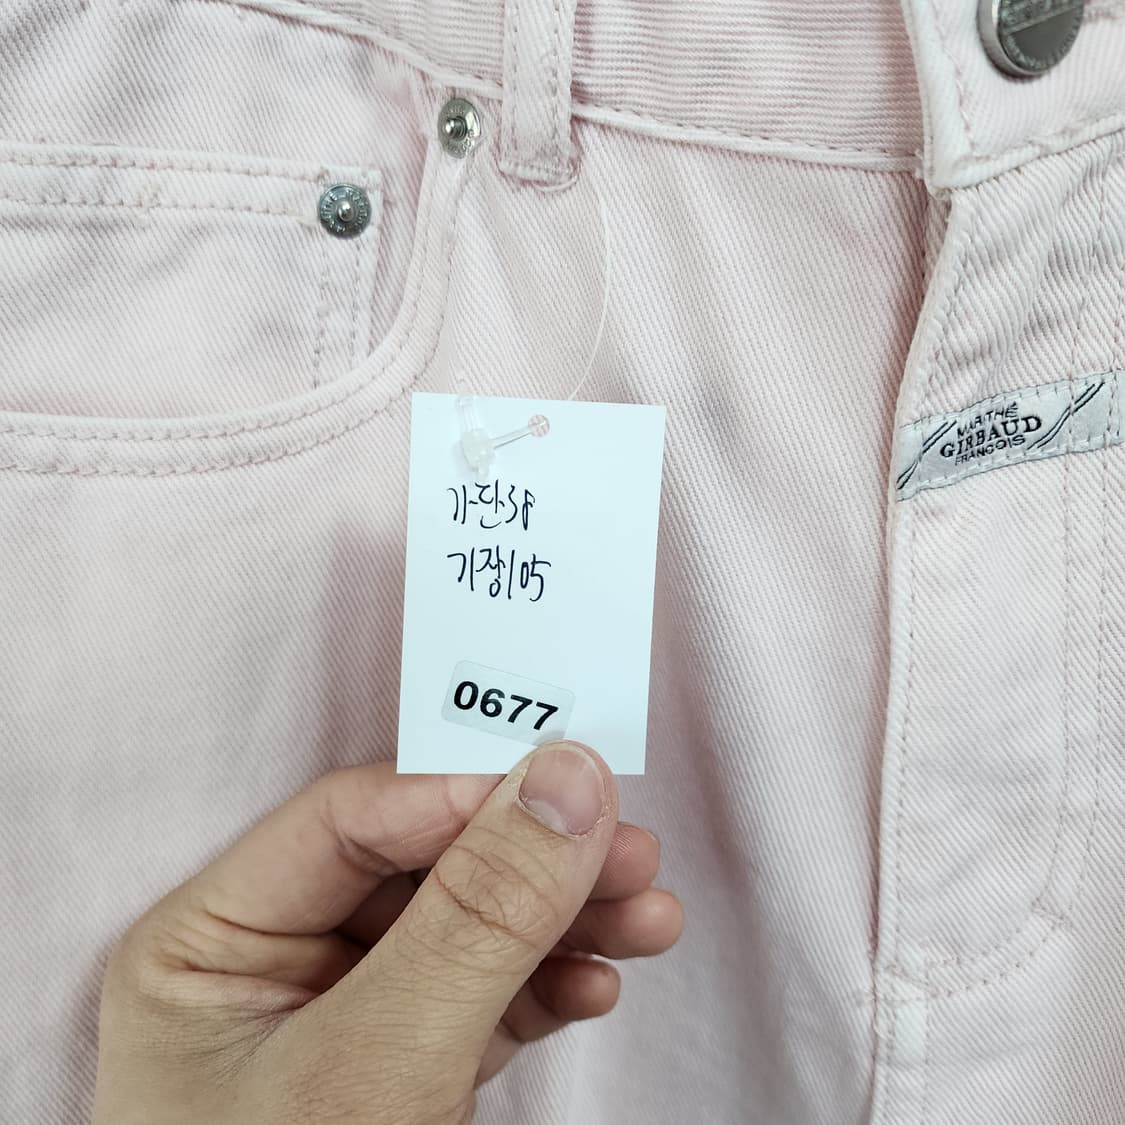 가단38
기장105
0677
MARITHÉ
GIRBAUD
FRANÇOIS